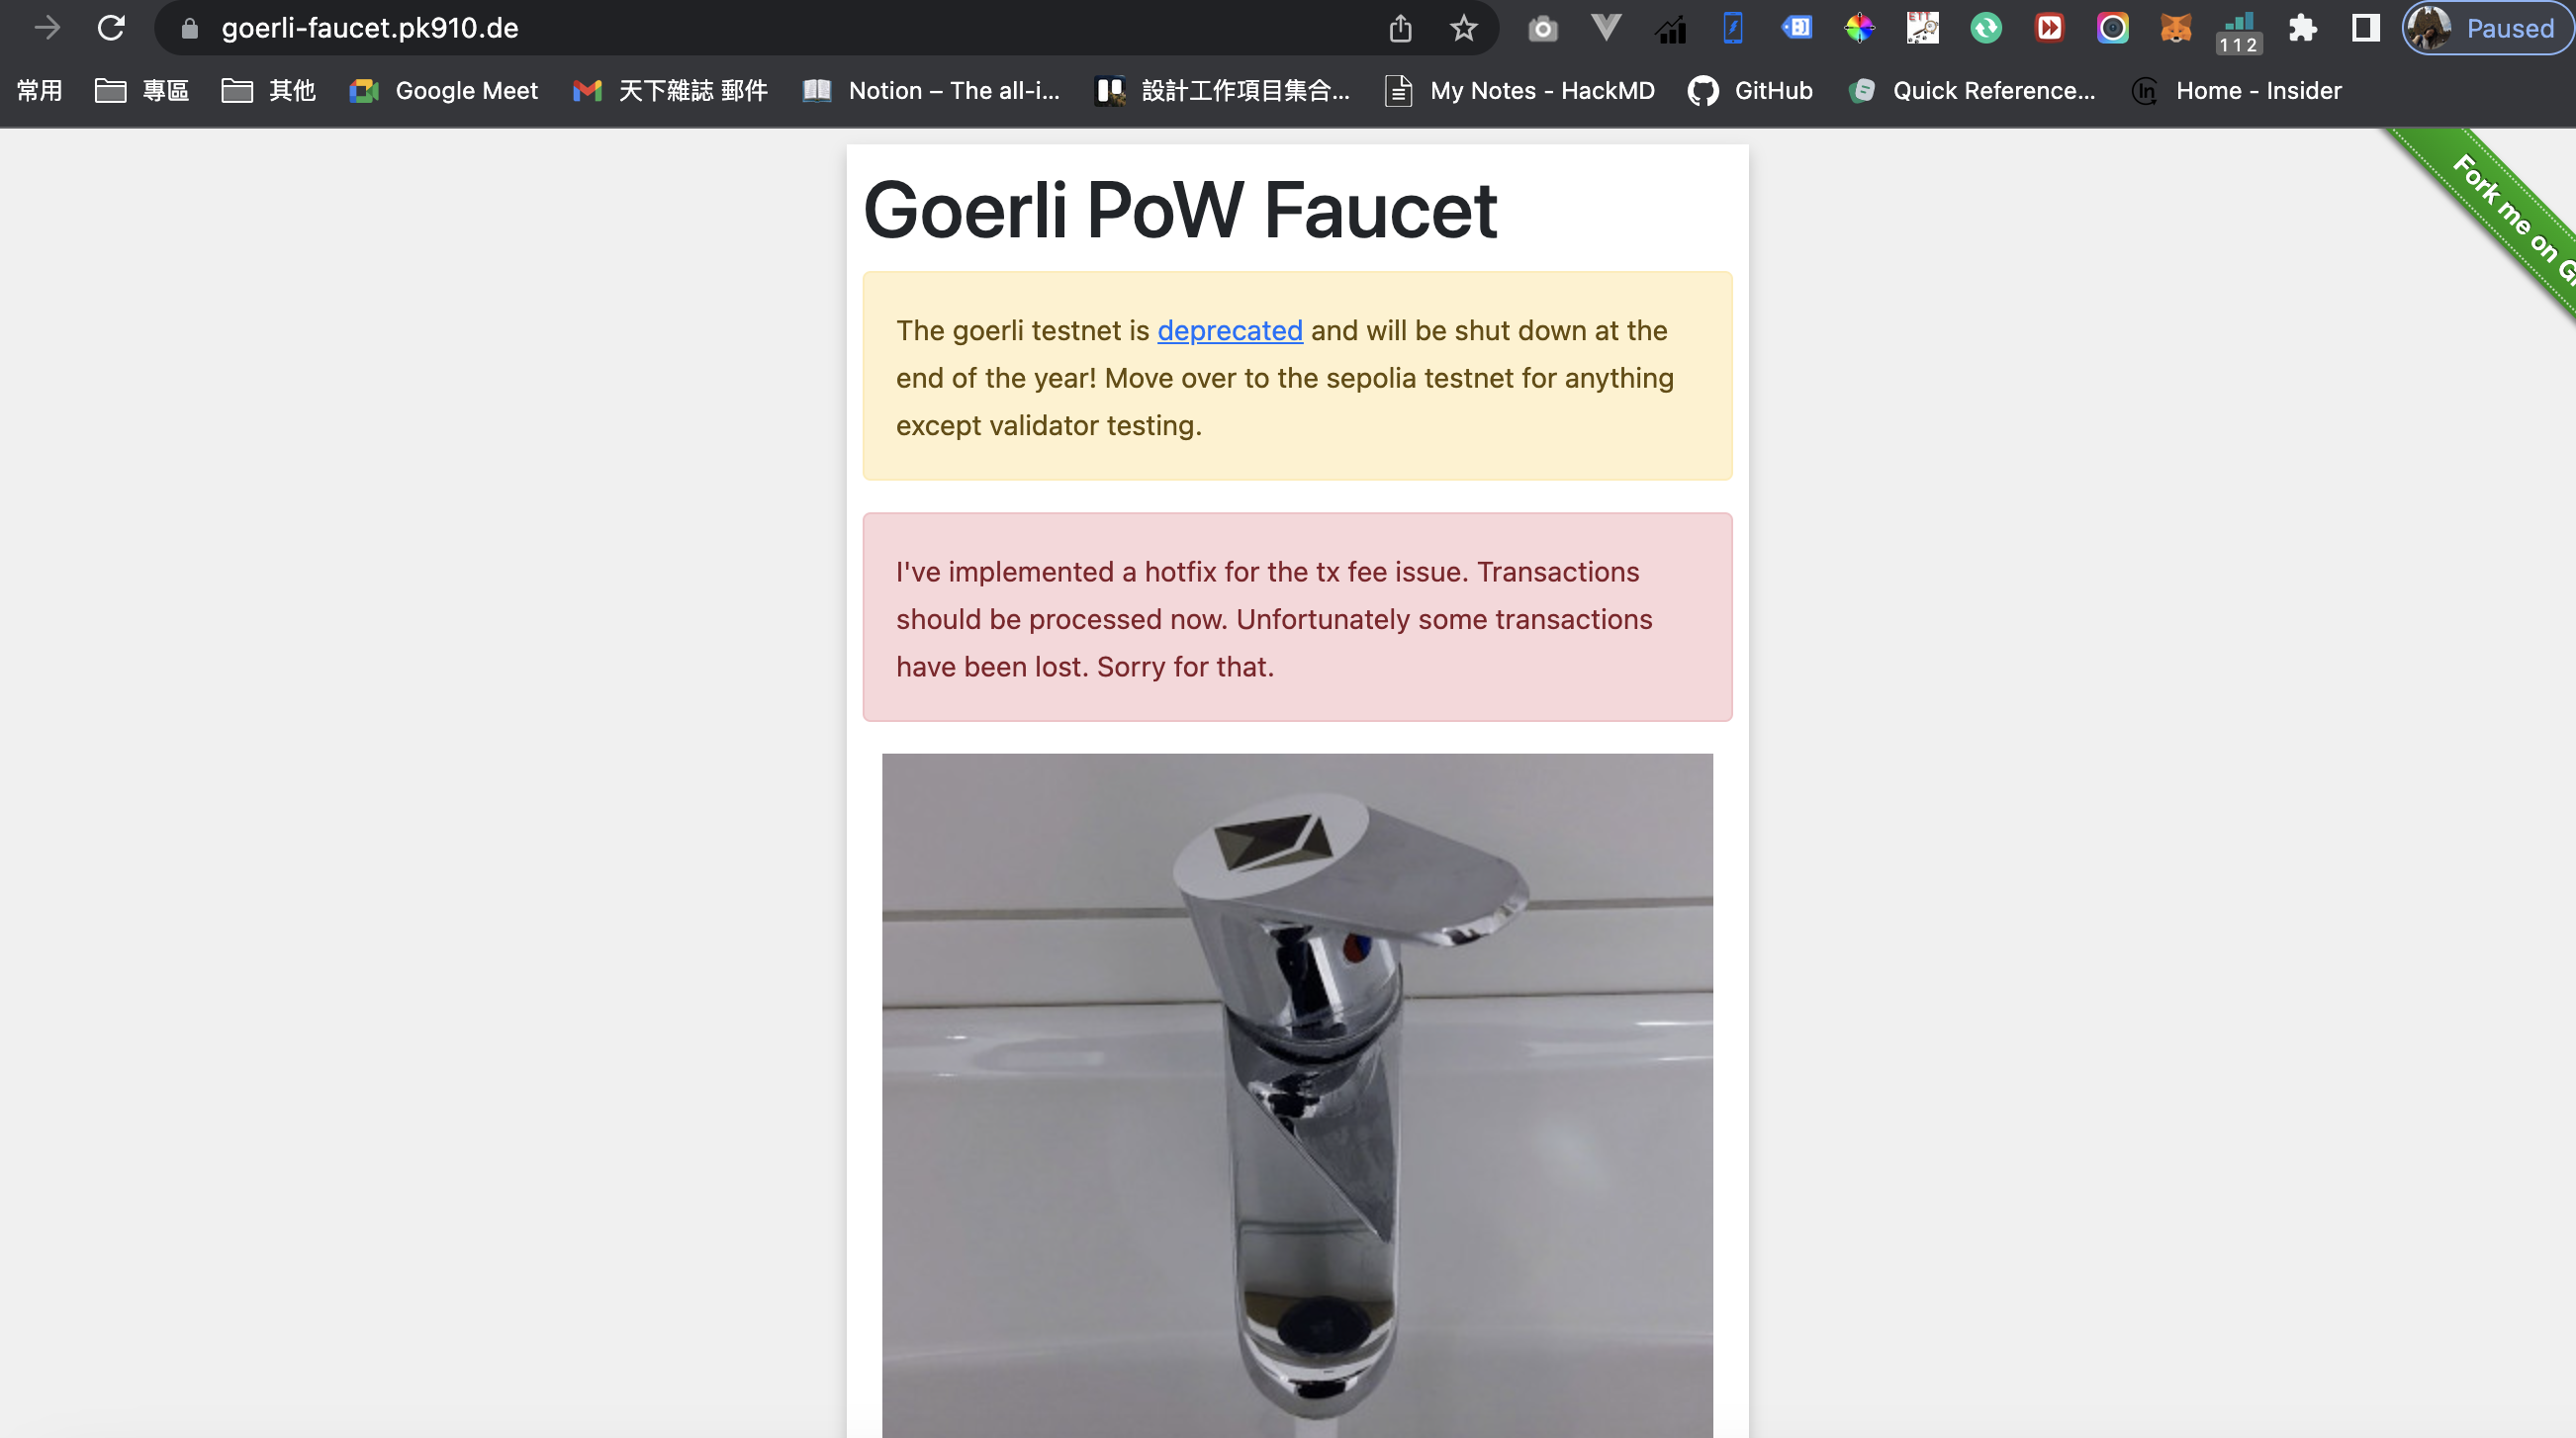 goerli-faucet.pk910.de
112
Paused
常用
專區
其他
Google Meet
天下雜誌 郵件
Notion – The all-i...
設計工作項目集合...
My Notes - HackMD
GitHub
Quick Reference...
Home - Insider
Fork me on
Goerli PoW Faucet
The goerli testnet is deprecated and will be shut down at the
end of the year! Move over to the sepolia testnet for anything
except validator testing.
I've implemented a hotfix for the tx fee issue. Transactions
should be processed now. Unfortunately some transactions
have been lost. Sorry for that.